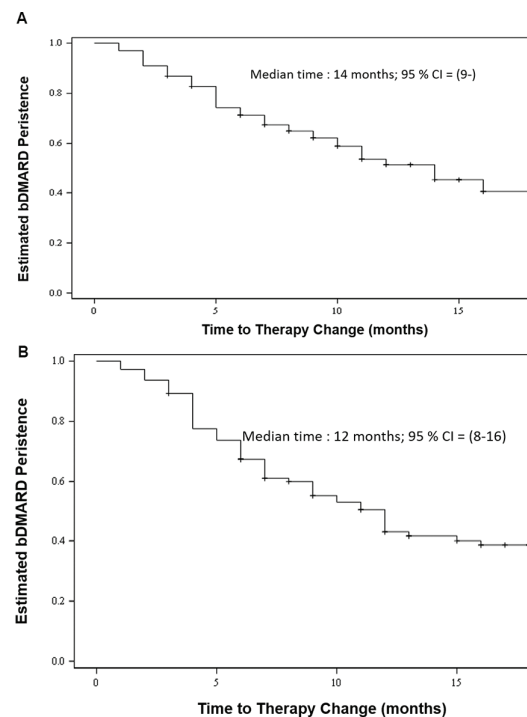 A
Median time : 14 months; 95 % CI = (9-)
Estimated bDMARD Peristence
1.0
0.8
0.6
0.4
0.2
0.0
0 5 10 15
Time to Therapy Change (months)
B
Median time : 12 months; 95 % CI = (8-16)
Estimated bDMARD Peristence
1.0
0.8
0.6
0.4
0.2
0.0
0 5 10 15
Time to Therapy Change (months)